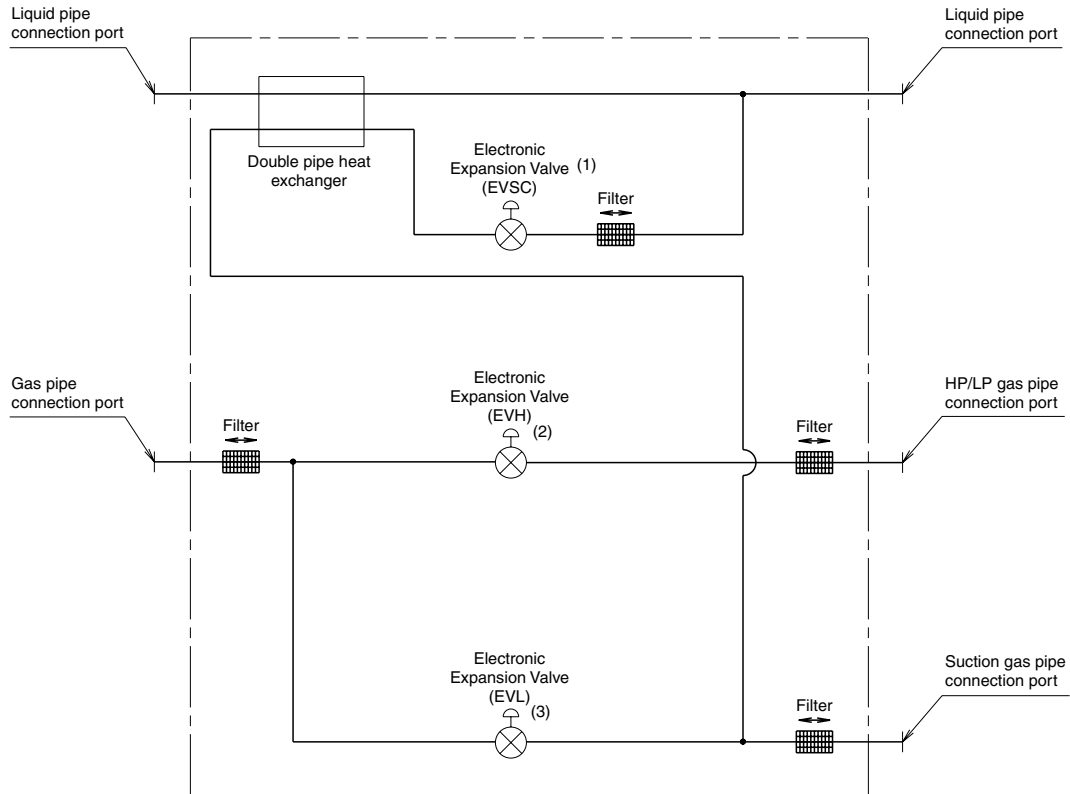 Liquid pipe
connection port
Liquid pipe
connection port
Double pipe heat
exchanger
Electronic
Expansion Valve (1)
(EVSC)
Filter
Gas pipe
connection port
Filter
Electronic
Expansion Valve
(EVH)
(2)
Filter
HP/LP gas pipe
connection port
Electronic
Expansion Valve
(EVL)
(3)
Filter
Suction gas pipe
connection port